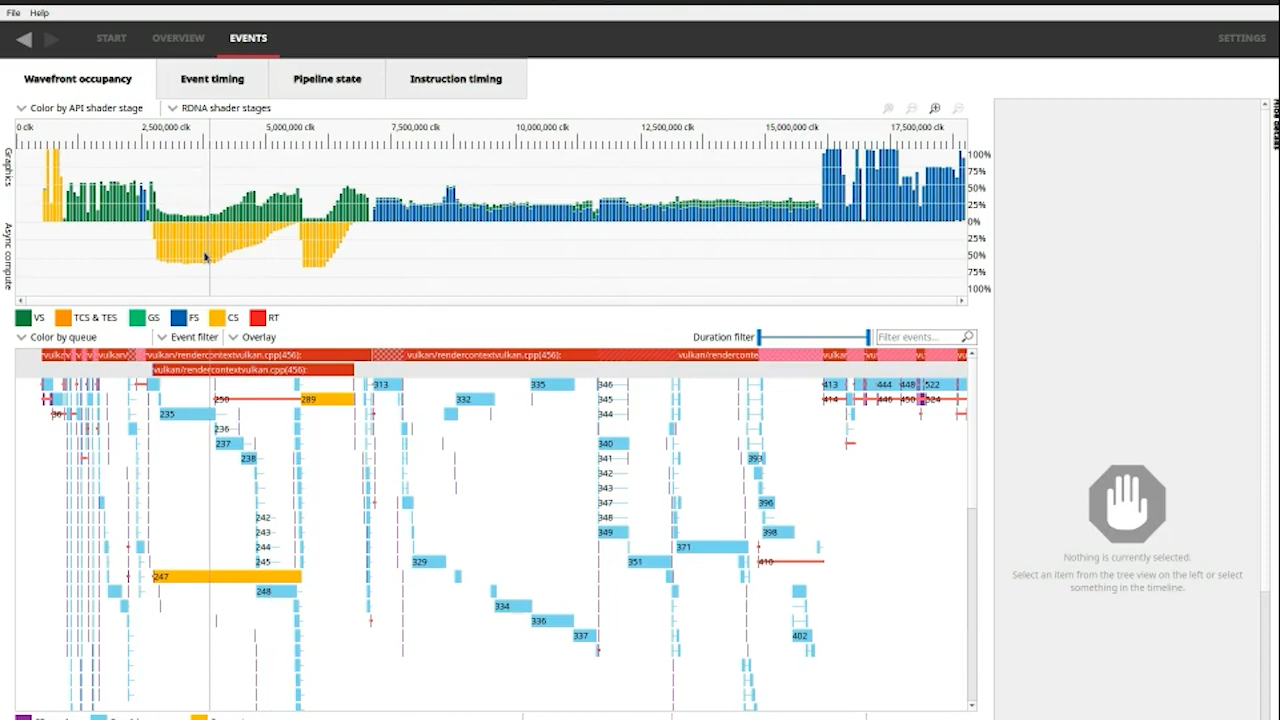 File Help
START OVERVIEW EVENTS SETTINGS
Wavefront occupancy Event timing Pipeline state Instruction timing
Color by API shader stage RDNA shader stages
0 clk 2,500,000 clk 5,000,000 clk 7,500,000 clk 10,000,000 clk 12,500,000 clk 15,000,000 clk 17,500,000 clk
Graphics
100%
75%
50%
25%
0%
Async compute
25%
50%
75%
100%
VS TCS & TES GS FS CS RT
Color by queue Event filter Overlay Duration filter Filter events...
vulkan/rendercontextvulkan.cpp(456): vulkan/rendercontextvulkan.cpp(456): vulkan/renderconte
vulkan/rendercontextvulkan.cpp(456):
313 335 346 413 444 448 522
250 289 332 345 414 446 450 524
36 235 344
236
237 340
238 341 393
342
343
347 396
242 348
243 349 398
244 371
245 329 351 410
247
248
334
336
337 402
Nothing is currently selected.
Select an item from the tree view on the left or select
something in the timeline.